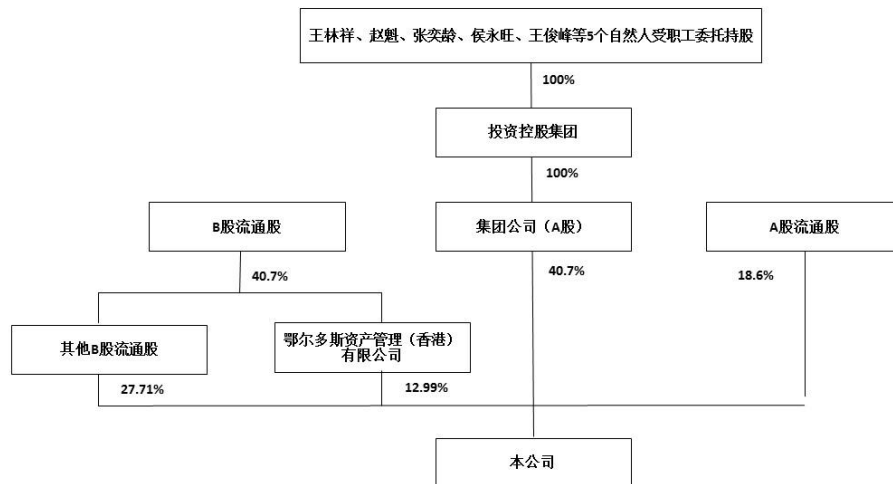 王林祥、赵魁、张奕龄、侯永旺、王俊峰等5个自然人受职工委托持股
100%
投资控股集团
100%
B股流通股
集团公司（A股）
A股流通股
40.7%
40.7%
18.6%
其他B股流通股
鄂尔多斯资产管理（香港）
有限公司
27.71%
12.99%
本公司